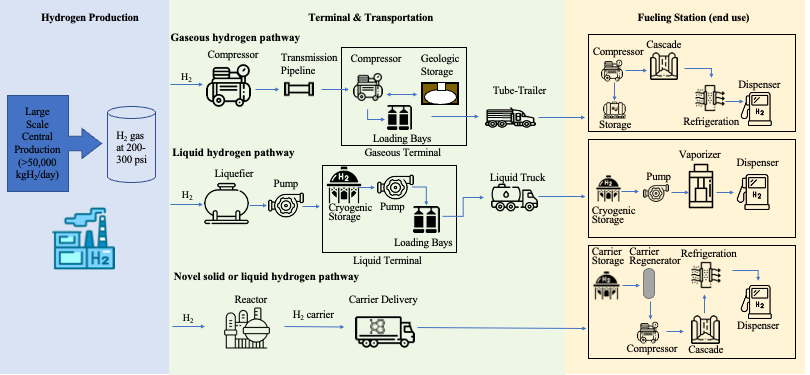 Hydrogen Production
Terminal & Transportation
Fueling Station (end use)
Large
Scale
Central
Production
(>50,000
kgH₂/day)
H₂ gas
at 200-
300 psi
H₂
Gaseous hydrogen pathway
H₂
Compressor
Transmission
Pipeline
Compressor
Geologic
Storage
Loading Bays
Gaseous Terminal
Tube-Trailer
Compressor
Cascade
Storage
Refrigeration
Dispenser
H₂
Liquid hydrogen pathway
H₂
Liquefier
Pump
H₂
Cryogenic
Storage
Pump
Loading Bays
Liquid Terminal
Liquid Truck
H₂
Cryogenic
Storage
Pump
Vaporizer
Dispenser
H₂
Novel solid or liquid hydrogen pathway
H₂
Reactor
H₂ carrier
Carrier Delivery
Carrier
Storage
H₂
Carrier
Regenerator
Compressor
Cascade
Refrigeration
H₂
Dispenser